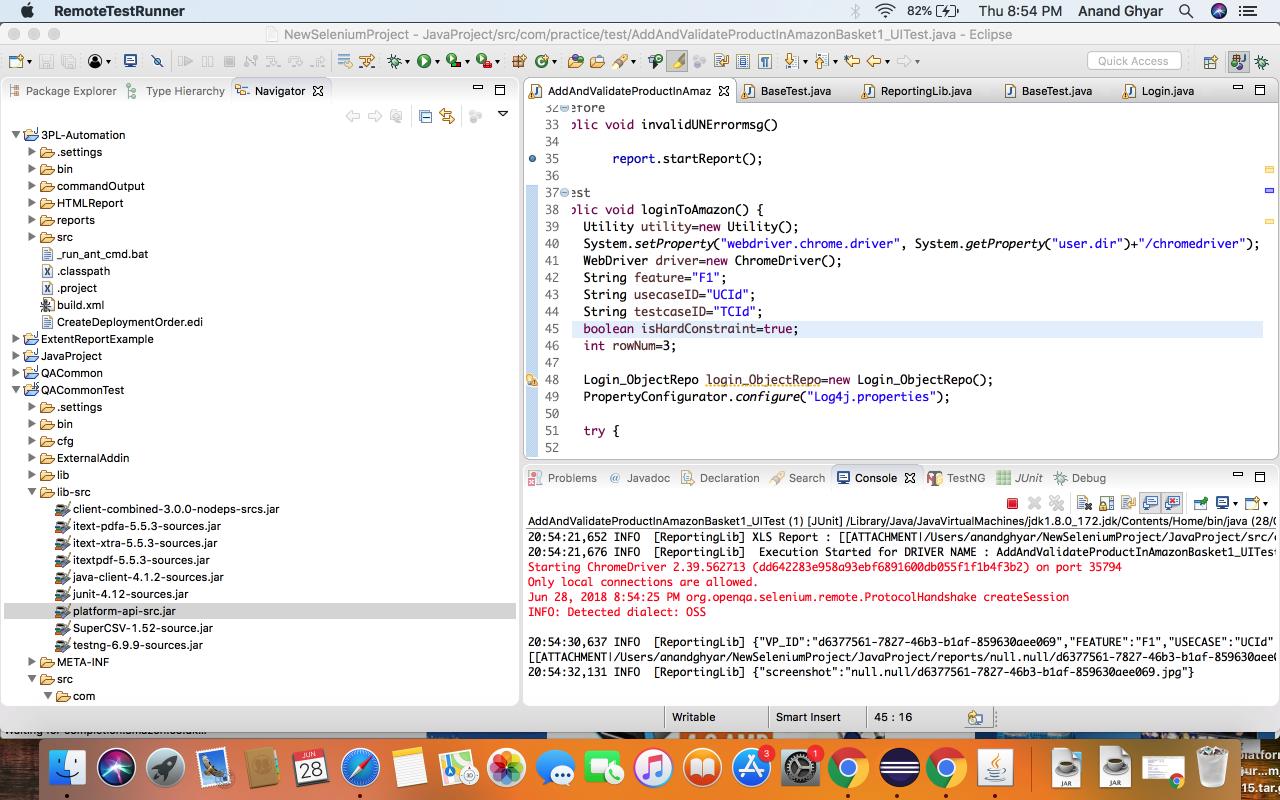 RemoteTestRunner 82% Thu 8:54 PM Anand Ghyar
NewSeleniumProject - JavaProject/src/com/practice/test/AddAndValidateProductInAmazonBasket1_UITest.java - Eclipse
Quick Access
Package Explorer Type Hierarchy Navigator
3PL-Automation
.settings
bin
commandOutput
HTMLReport
reports
src
_run_ant_cmd.bat
.classpath
.project
build.xml
CreateDeploymentOrder.edi
ExtentReportExample
JavaProject
QACommon
QACommonTest
.settings
bin
cfg
ExternalAddin
lib
lib-src
client-combined-3.0.0-nodeps-srcs.jar
itext-pdfa-5.5.3-sources.jar
itext-xtra-5.5.3-sources.jar
itextpdf-5.5.3-sources.jar
java-client-4.1.2-sources.jar
junit-4.12-sources.jar
platform-api-src.jar
SuperCSV-1.52-source.jar
testng-6.9.9-sources.jar
META-INF
src
com
AddAndValidateProductInAmaz BaseTest.java ReportingLib.java BaseTest.java Login.java
32 efore
33 blic void invalidUNErrormsg()
34
35 report.startReport();
36
37 est
38 blic void loginToAmazon() {
39 Utility utility=new Utility();
40 System.setProperty("webdriver.chrome.driver", System.getProperty("user.dir")+"/chromedriver");
41 WebDriver driver=new ChromeDriver();
42 String feature="F1";
43 String usecaseID="UCId";
44 String testcaseID="TCId";
45 boolean isHardConstraint=true;
46 int rowNum=3;
47
48 Login_ObjectRepo login_ObjectRepo=new Login_ObjectRepo();
49 PropertyConfigurator.configure("Log4j.properties");
50
51 try {
52
Problems Javadoc Declaration Search Console TestNG JUnit Debug
AddAndValidateProductInAmazonBasket1_UITest (1) [JUnit] /Library/Java/JavaVirtualMachines/jdk1.8.0_172.jdk/Contents/Home/bin/java (28/
20:54:21,652 INFO [ReportingLib] XLS Report : [[ATTACHMENT|/Users/anandghyar/NewSeleniumProject/JavaProject/src/
20:54:21,676 INFO [ReportingLib] Execution Started for DRIVER NAME : AddAndValidateProductInAmazonBasket1_UITes
Starting ChromeDriver 2.39.562713 (dd642283e958a93ebf6891600db055f1f1b4f3b2) on port 35794
Only local connections are allowed.
Jun 28, 2018 8:54:25 PM org.openqa.selenium.remote.ProtocolHandshake createSession
INFO: Detected dialect: OSS
20:54:30,637 INFO [ReportingLib] {"VP_ID":"d6377561-7827-46b3-b1af-859630aee069","FEATURE":"F1","USECASE":"UCId"
[[ATTACHMENT|/Users/anandghyar/NewSeleniumProject/JavaProject/reports/null.null/d6377561-7827-46b3-b1af-859630aee0
20:54:32,131 INFO [ReportingLib] {"screenshot":"null.null/d6377561-7827-46b3-b1af-859630aee069.jpg"}
Writable Smart Insert 45 : 16
JUN
28
3
1
JAR
JAR
15.tar.g